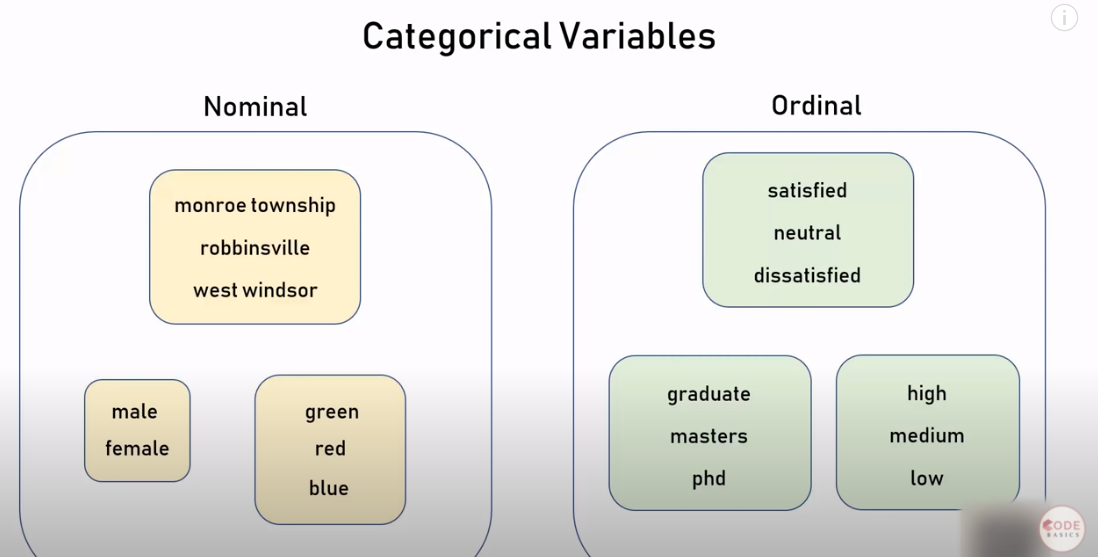 Categorical Variables
Nominal
monroe township
robbinsville
west windsor
male
female
green
red
blue
Ordinal
satisfied
neutral
dissatisfied
graduate
masters
phd
high
medium
low
CODE
BASICS